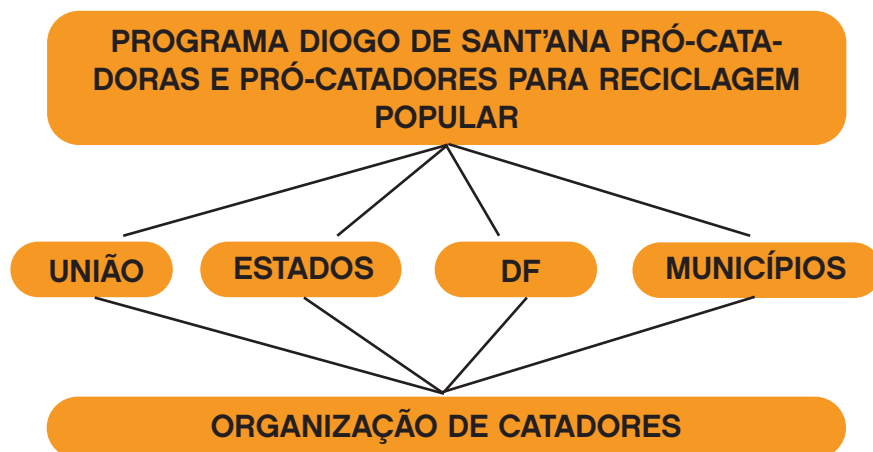 PROGRAMA DIOGO DE SANT’ANA PRÓ-CATA-
DORAS E PRÓ-CATADORES PARA RECICLAGEM
POPULAR
UNIÃO
ESTADOS
DF
MUNICÍPIOS
ORGANIZAÇÃO DE CATADORES